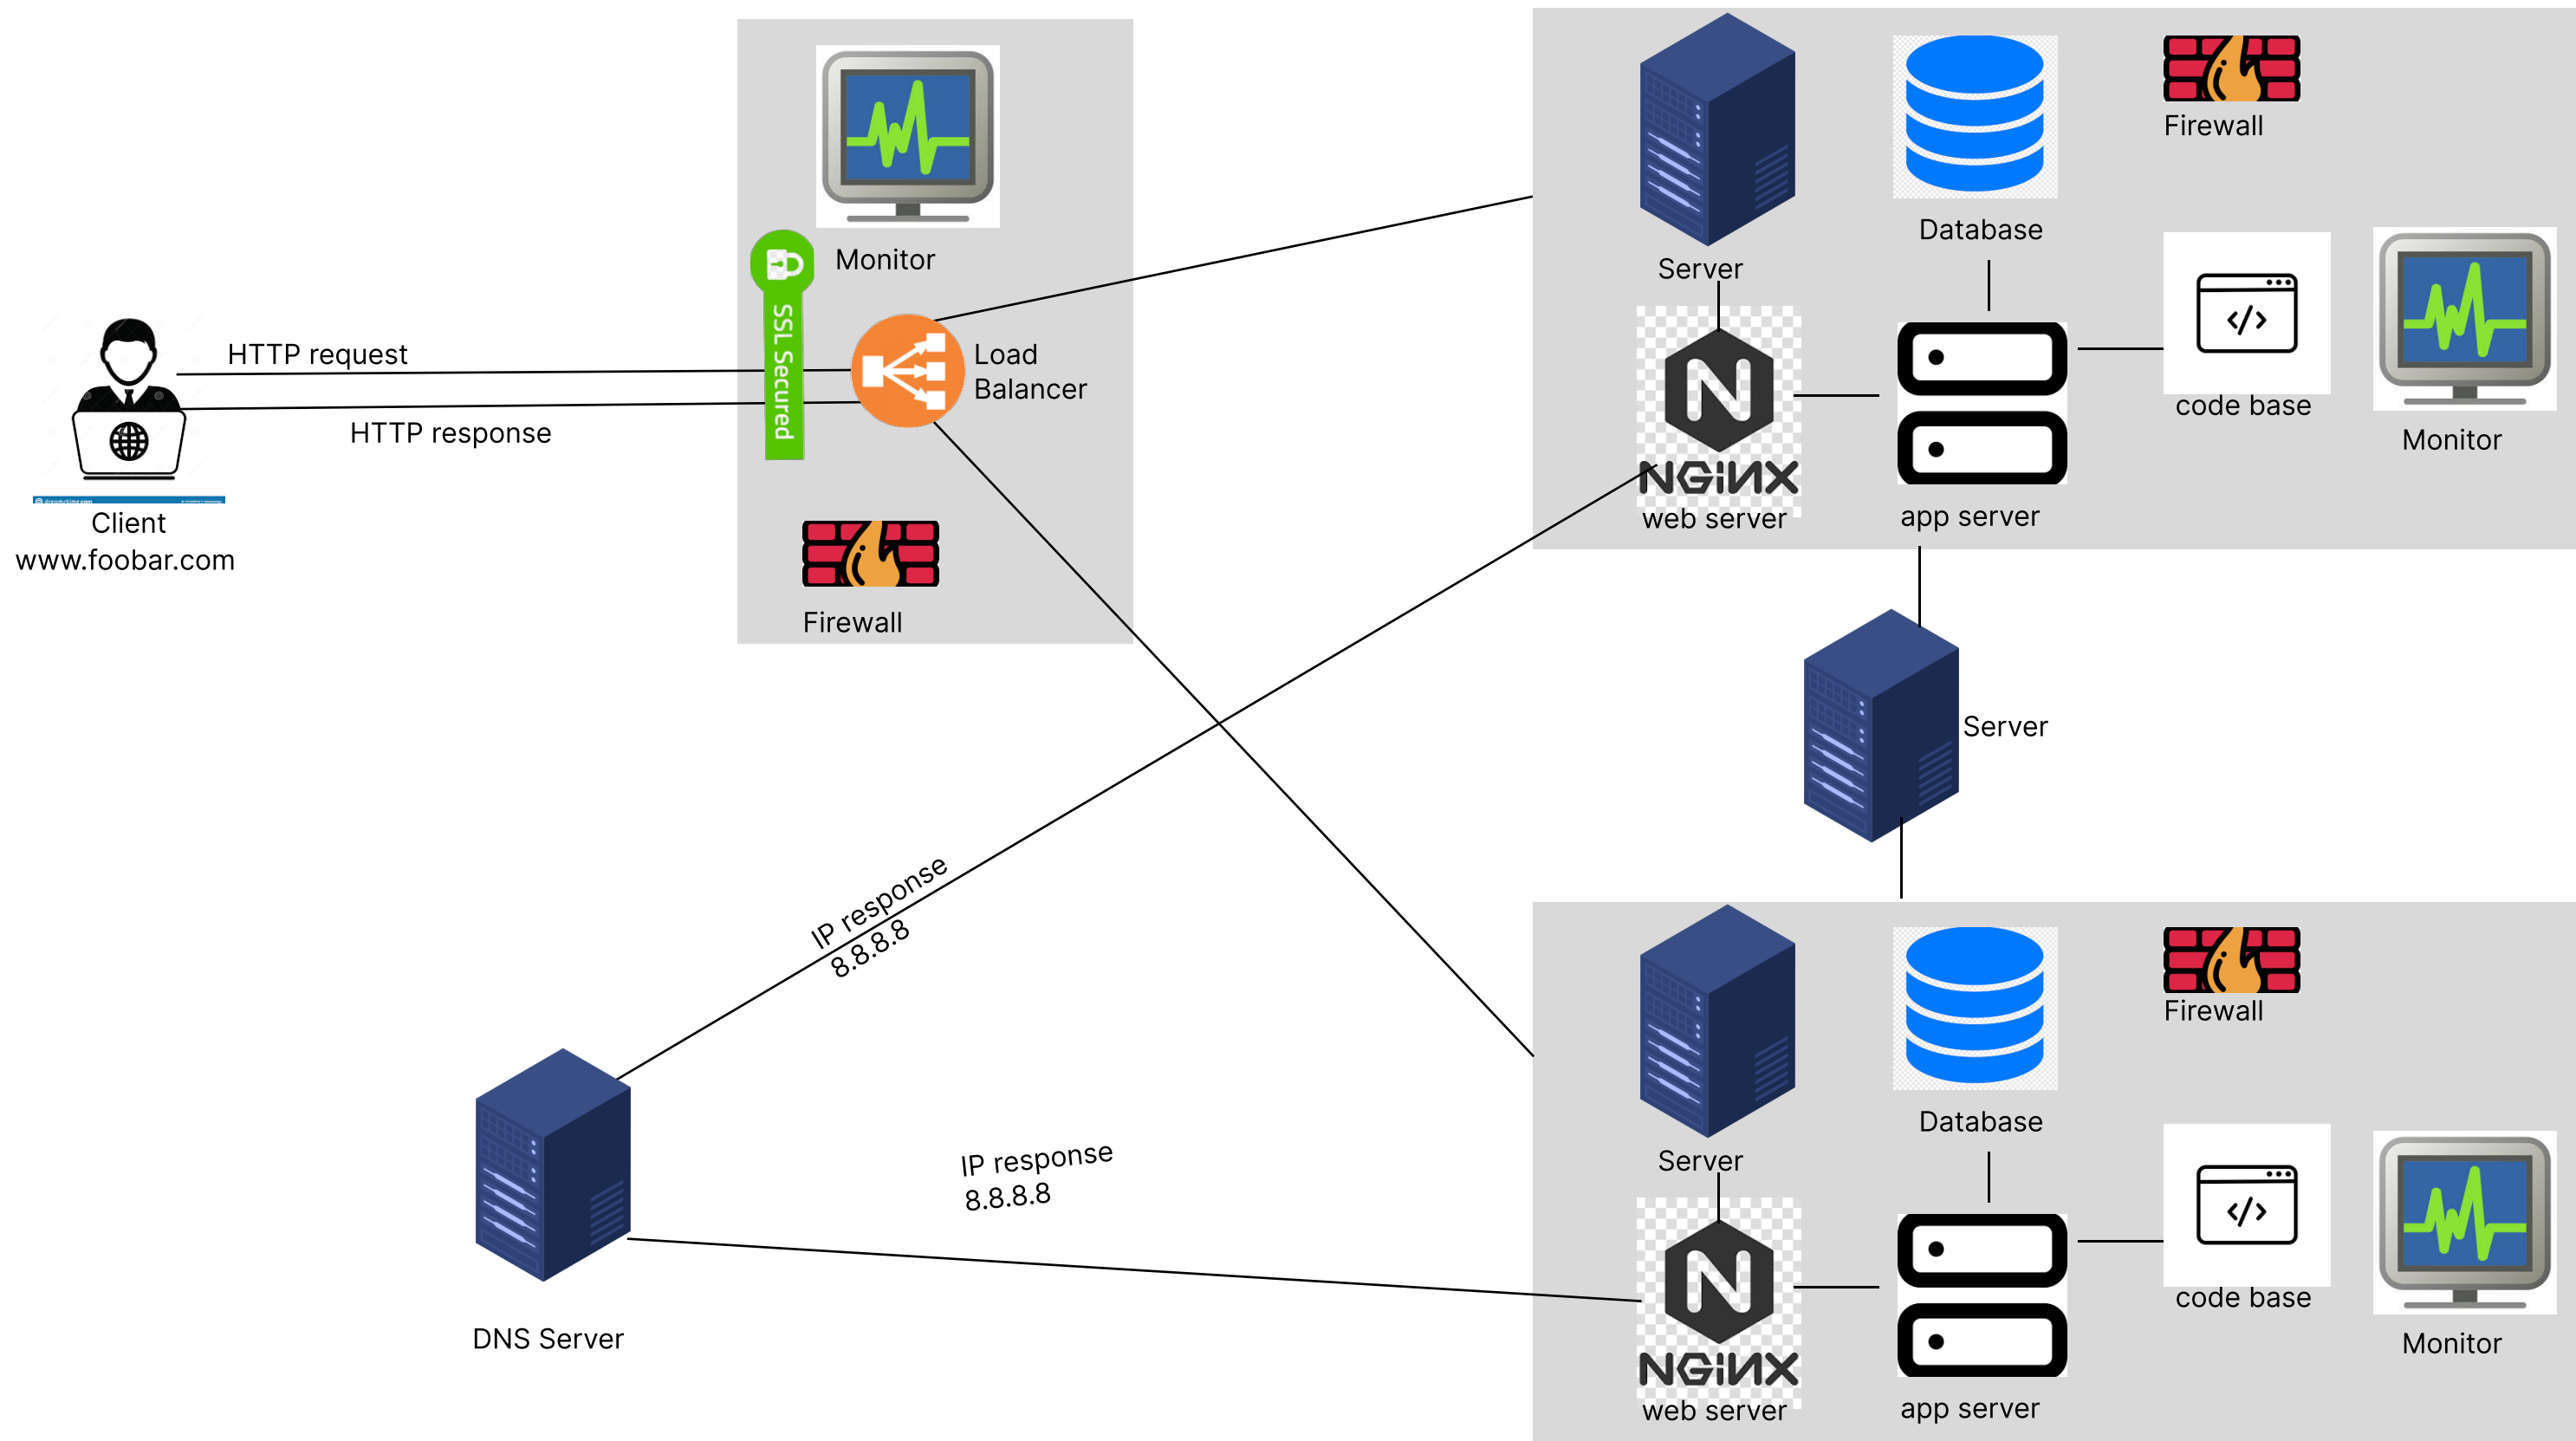 Monitor
SSL Secured
HTTP request
HTTP response
Load
Balancer
Client
www.foobar.com
Firewall
Server
Database
Firewall
code base
Monitor
NGiNX
web server
app server
Server
IP response
8.8.8.8
IP response
8.8.8.8
DNS Server
Server
Database
Firewall
code base
Monitor
NGiNX
web server
app server